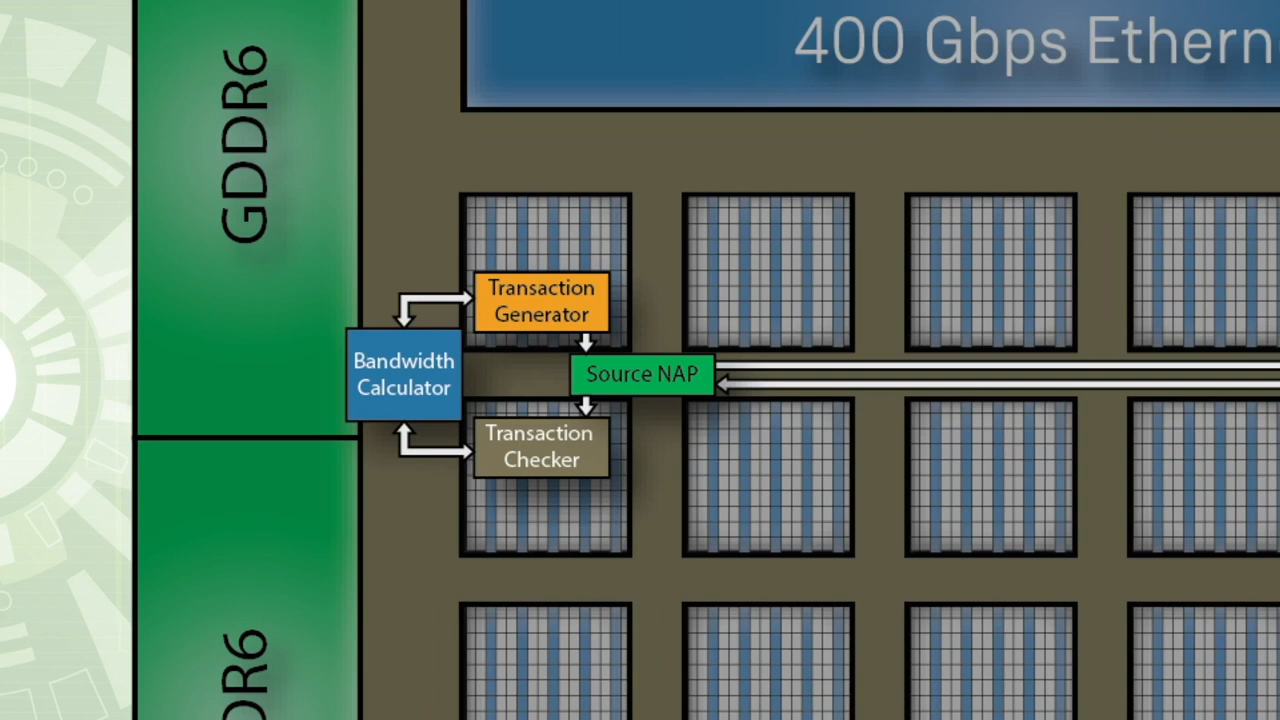 400 Gbps Ethern
GDDR6
Transaction
Generator
Bandwidth
Calculator
Source NAP
Transaction
Checker
DR6